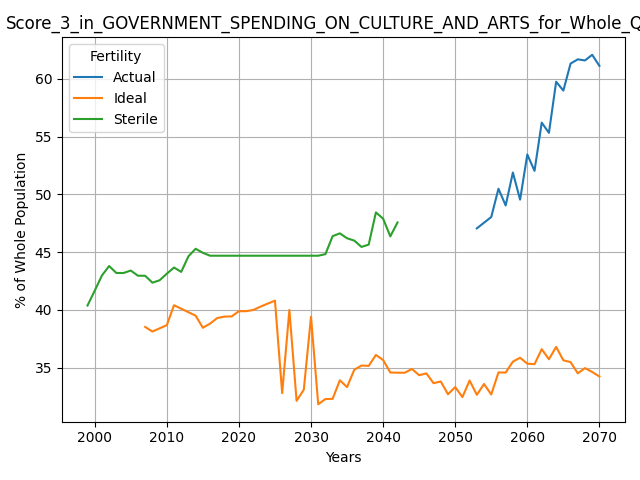 Score_3_in_GOVERNMENT_SPENDING_ON_CULTURE_AND_ARTS_for_Whole_Q
Fertility
Actual
Ideal
Sterile
% of Whole Population
60
55
50
45
40
35
2000 2010 2020 2030 2040 2050 2060 2070
Years